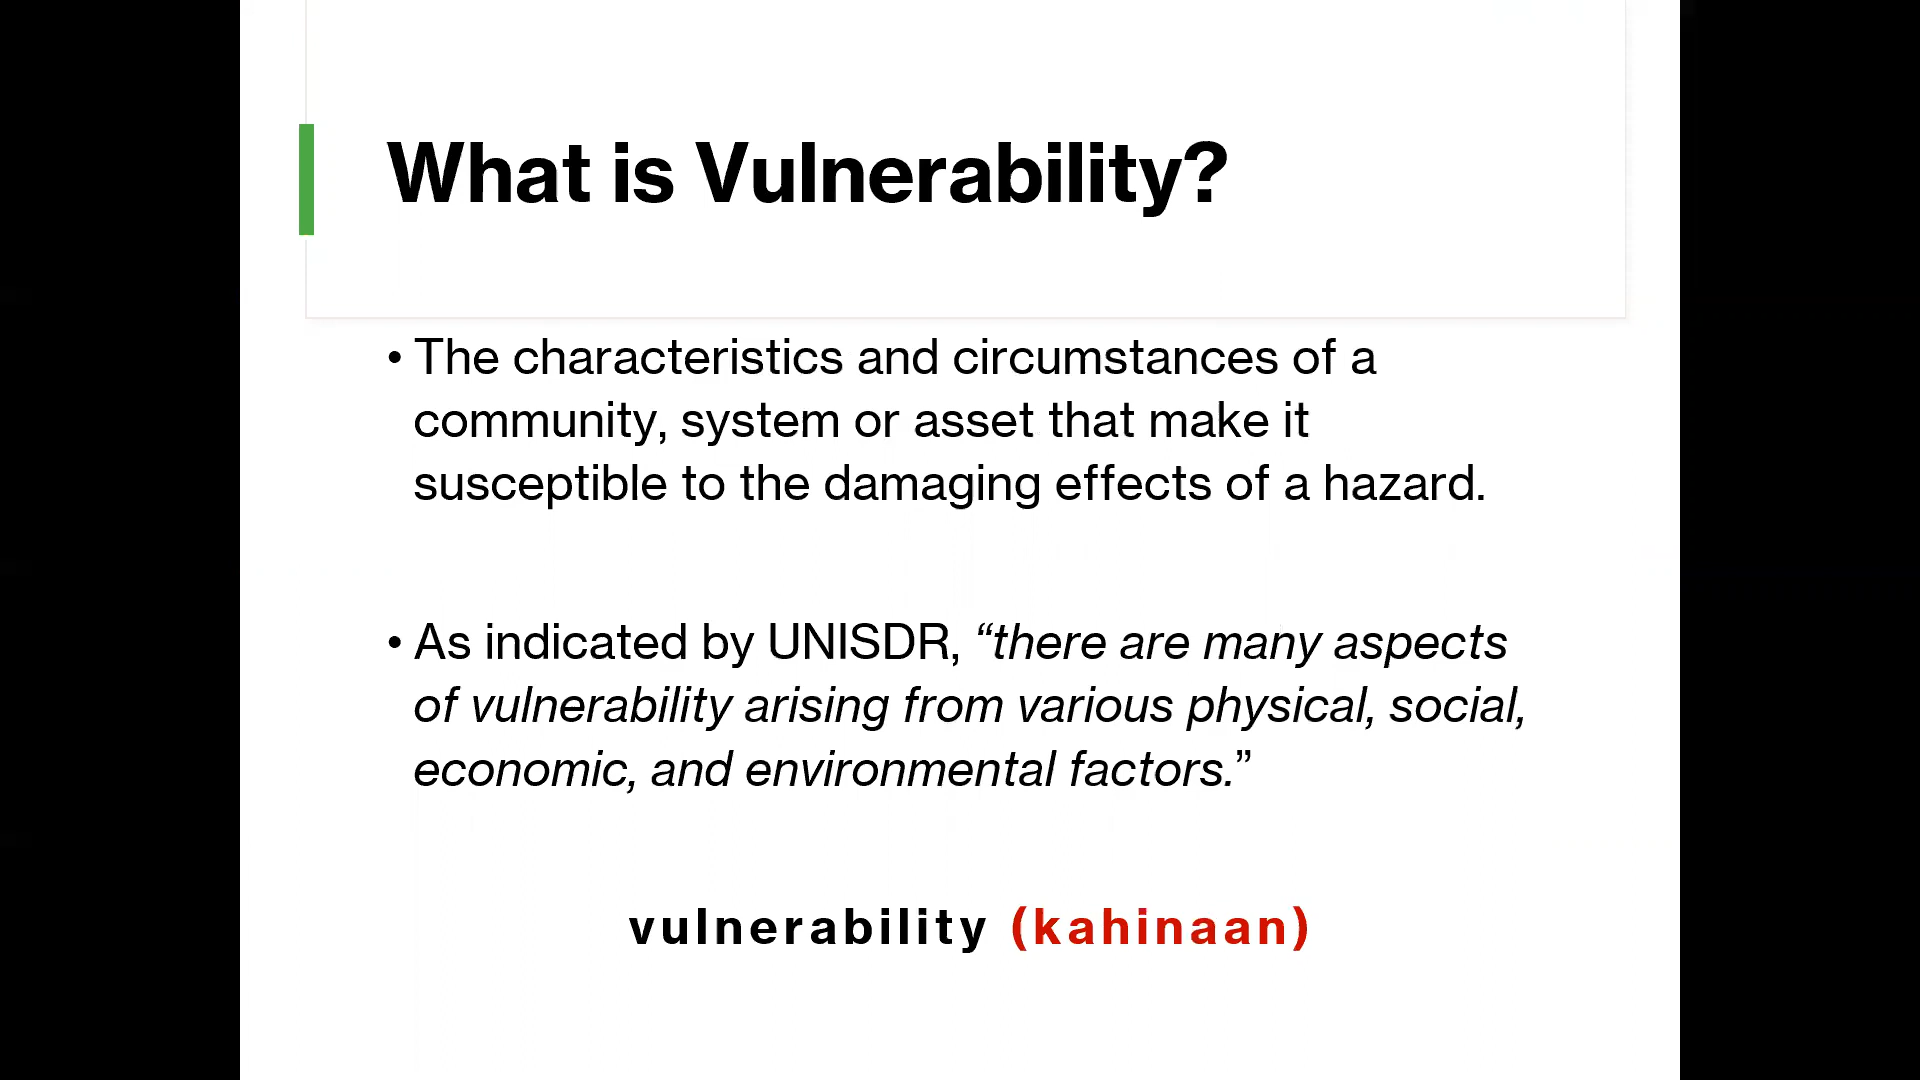 What is Vulnerability?
• The characteristics and circumstances of a
community, system or asset that make it
susceptible to the damaging effects of a hazard.
• As indicated by UNISDR, “there are many aspects
of vulnerability arising from various physical, social,
economic, and environmental factors.”
vulnerability (kahinaan)